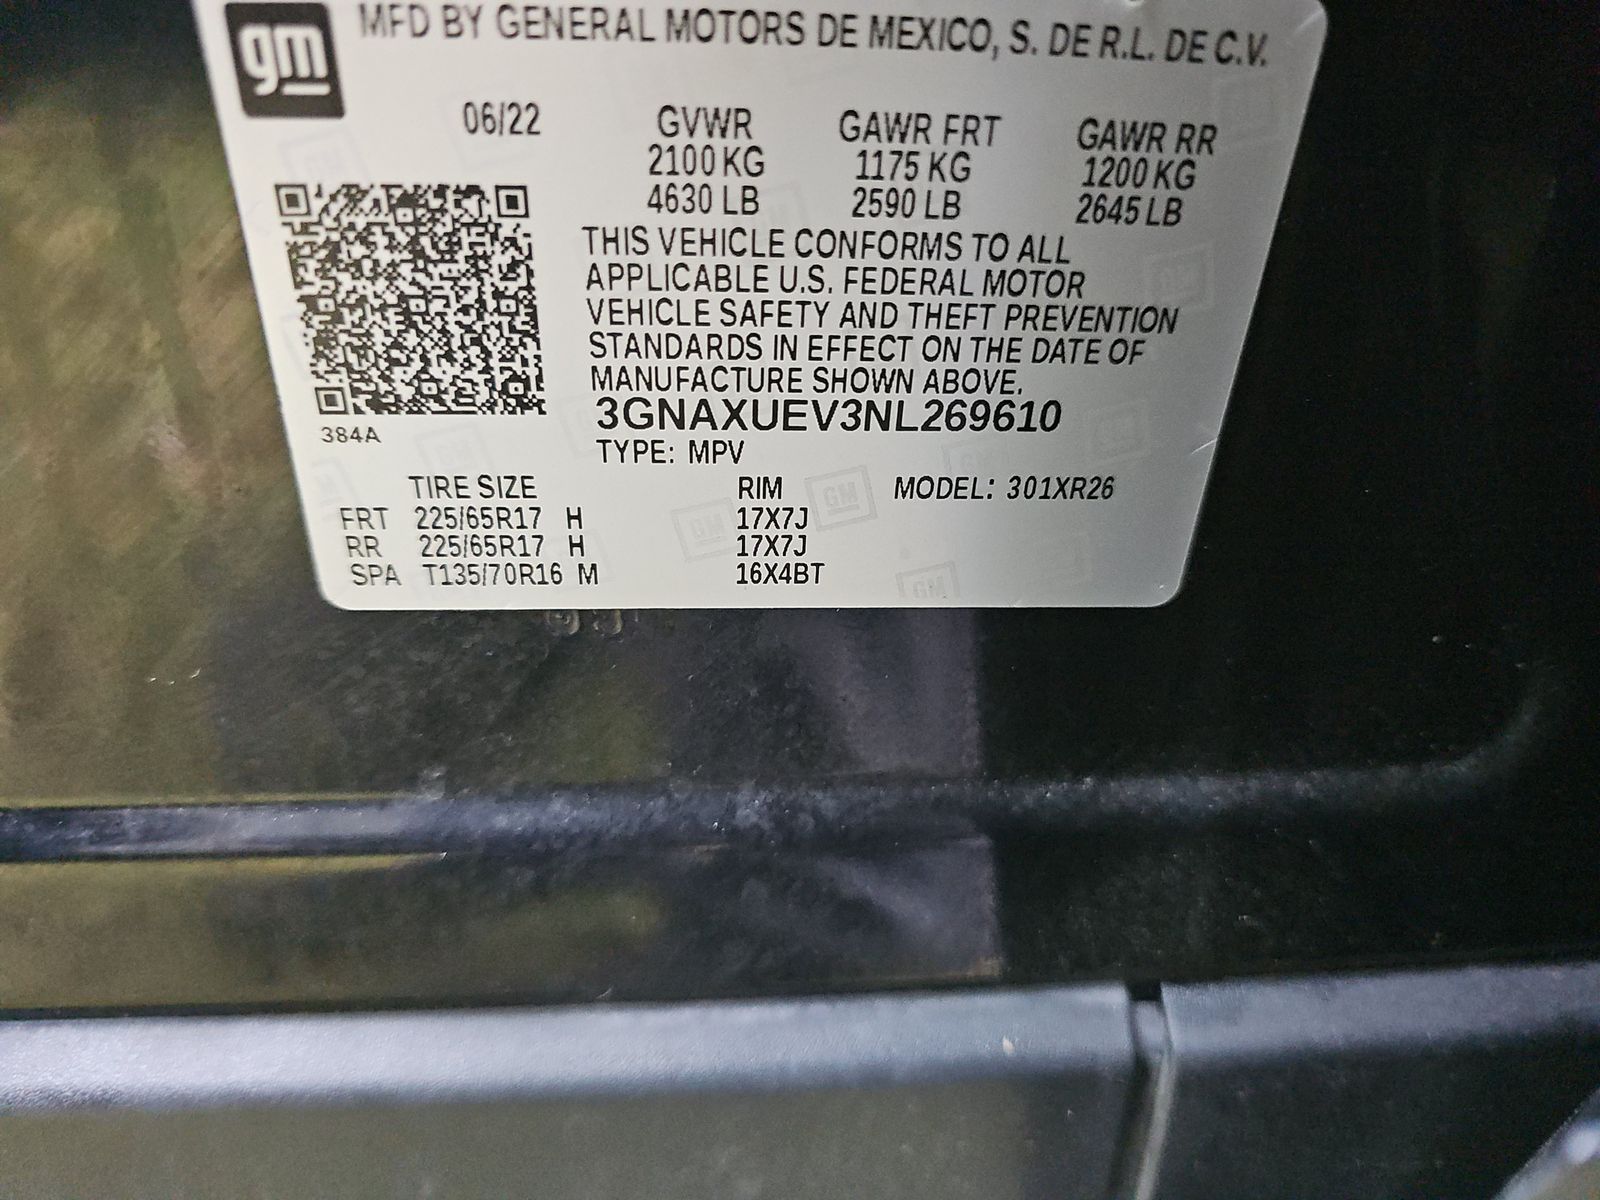 gm MFD BY GENERAL MOTORS DE MEXICO, S. DE R.L. DE C.V.
06/22 GVWR GAWR FRT GAWR RR
2100 KG 1175 KG 1200 KG
4630 LB 2590 LB 2645 LB
THIS VEHICLE CONFORMS TO ALL
APPLICABLE U.S. FEDERAL MOTOR
VEHICLE SAFETY AND THEFT PREVENTION
STANDARDS IN EFFECT ON THE DATE OF
MANUFACTURE SHOWN ABOVE.
3GNAXUEV3NL269610
384A
TYPE: MPV
TIRE SIZE RIM MODEL: 301XR26
FRT 225/65R17 H 17X7J
RR 225/65R17 H 17X7J
SPA T135/70R16 M 16X4BT
GM
GM
GM